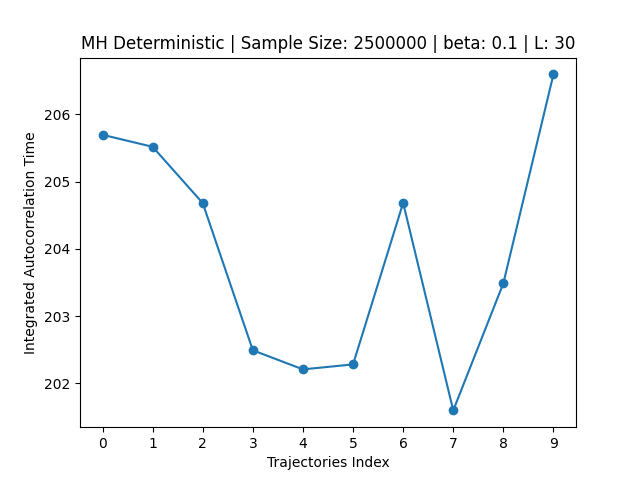 MH Deterministic | Sample Size: 2500000 | beta: 0.1 | L: 30
Integrated Autocorrelation Time
206
205
204
203
202
0 1 2 3 4 5 6 7 8 9
Trajectories Index